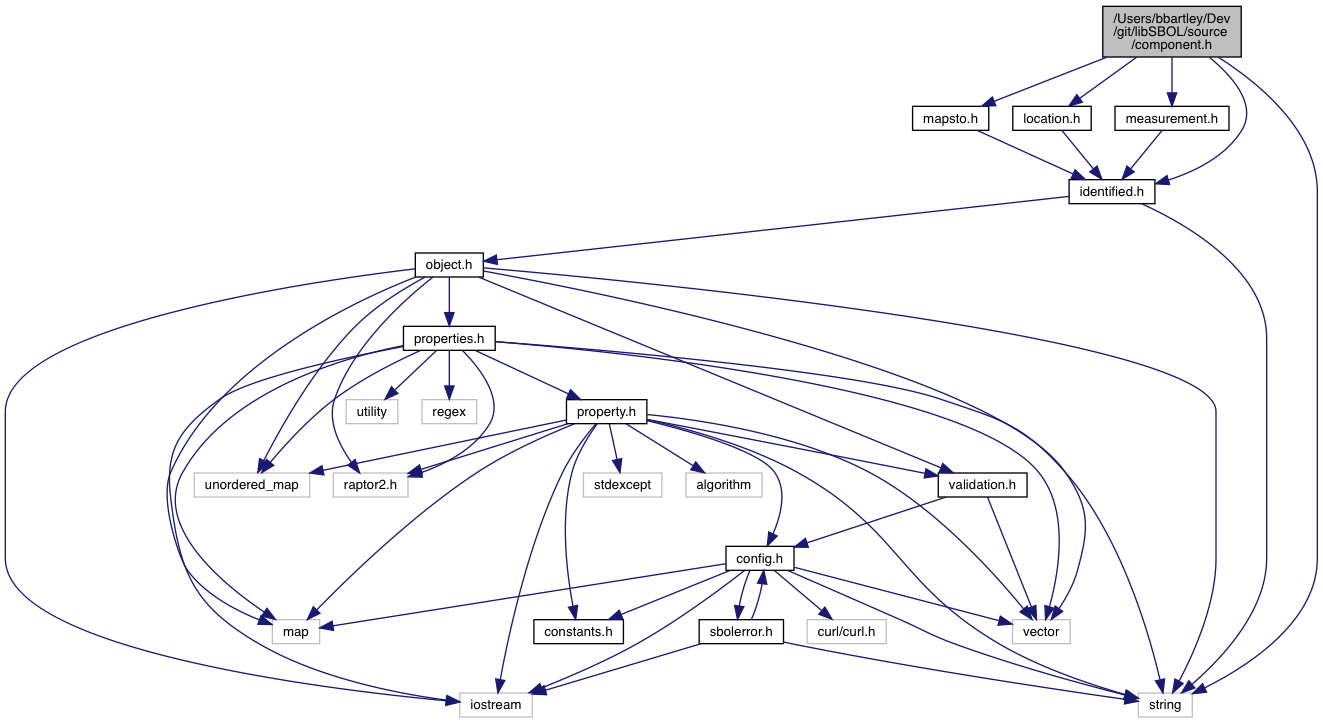 /Users/bbartley/Dev
/git/libSBOL/source
/component.h
mapsto.h
location.h
measurement.h
identified.h
object.h
properties.h
utility
regex
property.h
unordered_map
raptor2.h
stdexcept
algorithm
validation.h
config.h
map
constants.h
sbolerror.h
curl/curl.h
vector
iostream
string